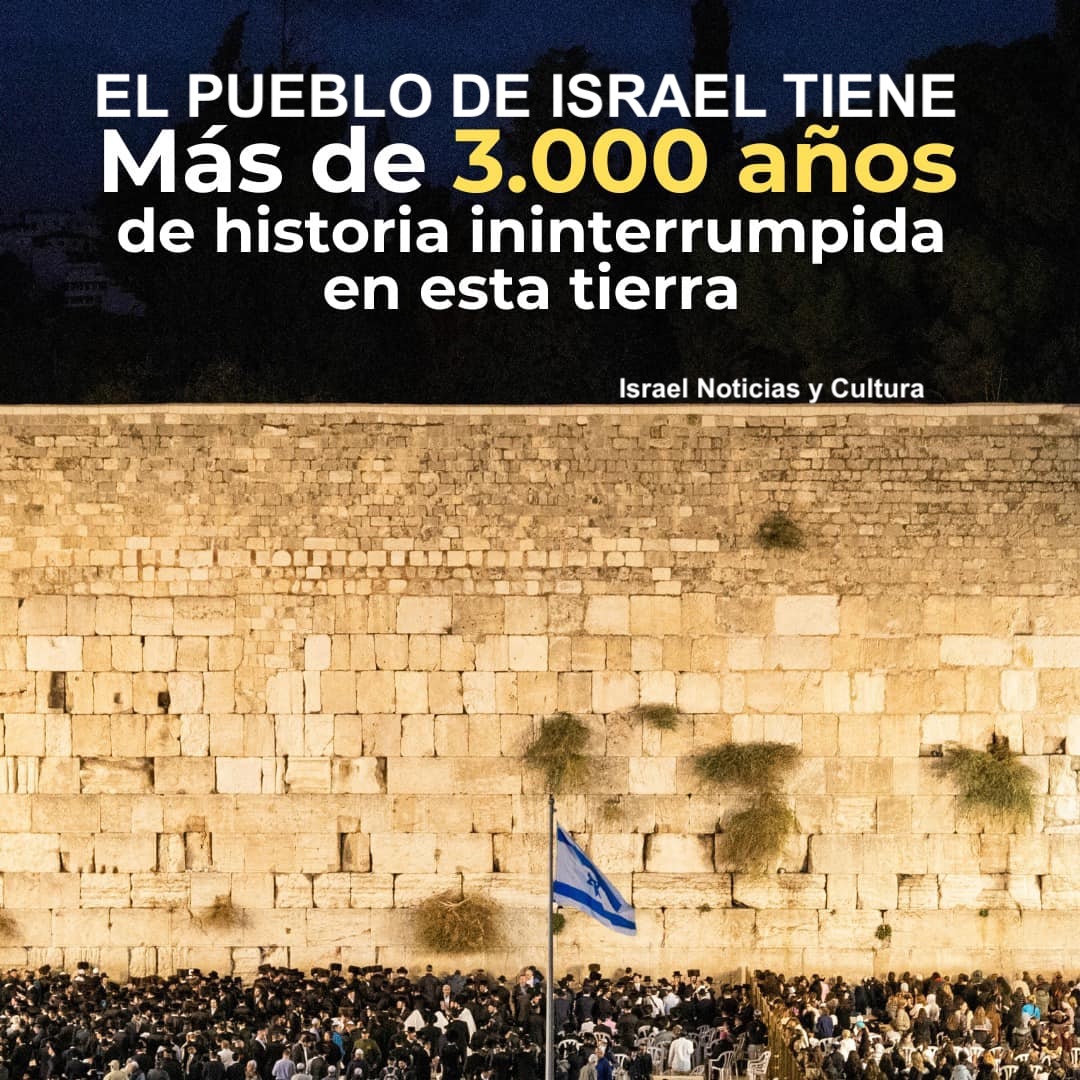 EL PUEBLO DE ISRAEL TIENE
Más de 3.000 años
de historia ininterrumpida
en esta tierra
Israel Noticias y Cultura